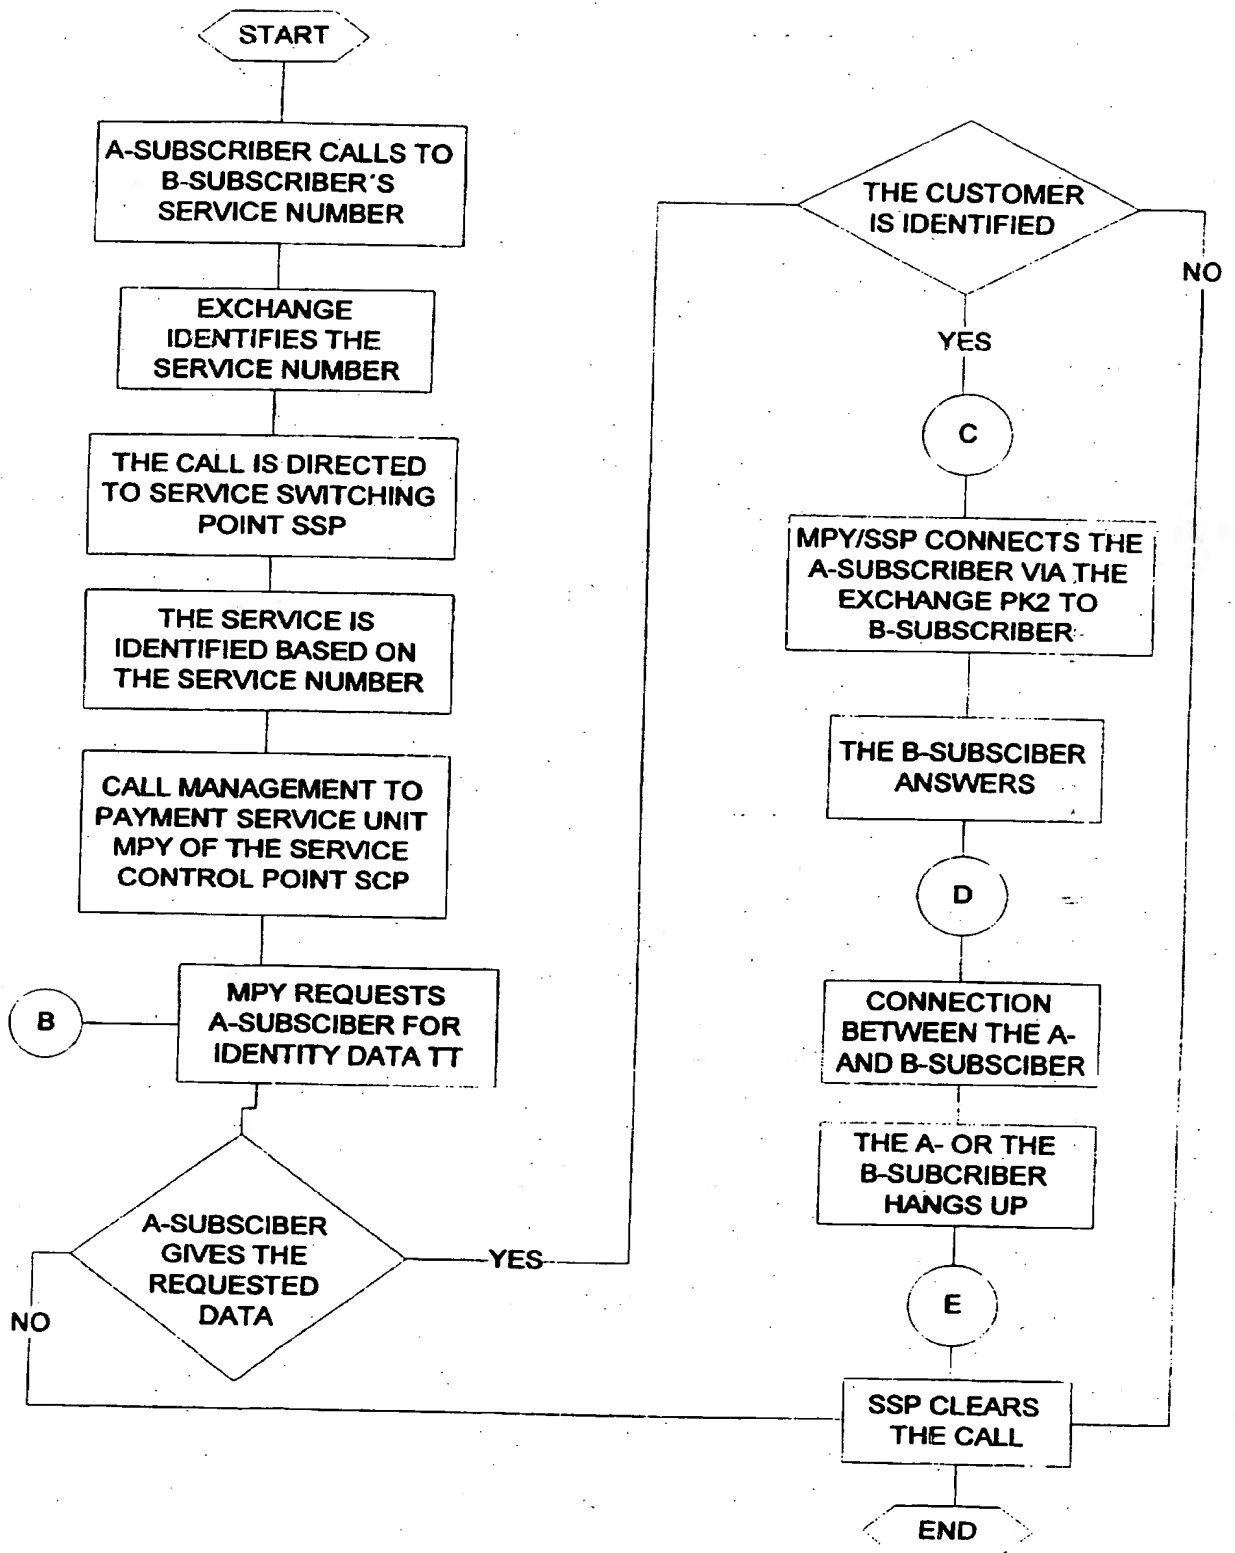 START
A-SUBSCRIBER CALLS TO
B-SUBSCRIBER'S
SERVICE NUMBER
EXCHANGE
IDENTIFIES THE
SERVICE NUMBER
THE CALL IS DIRECTED
TO SERVICE SWITCHING
POINT SSP
THE SERVICE IS
IDENTIFIED BASED ON
THE SERVICE NUMBER
CALL MANAGEMENT TO
PAYMENT SERVICE UNIT
MPY OF THE SERVICE
CONTROL POINT SCP
B
MPY REQUESTS
A-SUBSCIBER FOR
IDENTITY DATA TT
A-SUBSCIBER
GIVES THE
REQUESTED
DATA
YES
NO
THE CUSTOMER
IS IDENTIFIED
NO
YES
C
MPY/SSP CONNECTS THE
A-SUBSCRIBER VIA THE
EXCHANGE PK2 TO
B-SUBSCRIBER
THE B-SUBSCIBER
ANSWERS
D
CONNECTION
BETWEEN THE A-
AND B-SUBSCIBER
THE A- OR THE
B-SUBCRIBER
HANGS UP
E
SSP CLEARS
THE CALL
END